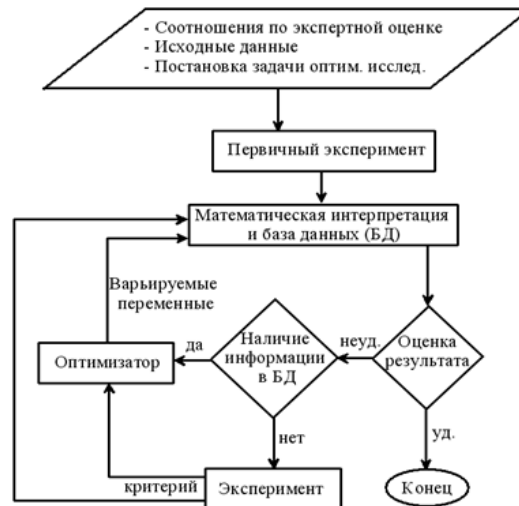 - Соотношения по экспертной оценке
- Исходные данные
- Постановка задачи оптим. исслед.
Первичный эксперимент
Математическая интерпретация
и база данных (БД)
Варьируемые
переменные
Оптимизатор
да
Наличие
информации
в БД
неуд.
Оценка
результата
нет
уд.
критерий
Эксперимент
Конец